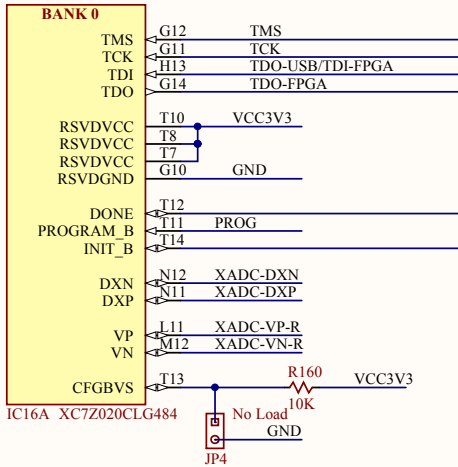 BANK 0
TMS G12 TMS
TCK G11 TCK
TDI H13 TDO-USB/TDI-FPGA
TDO G14 TDO-FPGA
RSVDVCC T10 VCC3V3
RSVDVCC T8
RSVDVCC T7
RSVDGND G10 GND
DONE T12
PROGRAM_B T11 PROG
INIT_B T14
DXN N12 XADC-DXN
DXP N11 XADC-DXP
VP L11 XADC-VP-R
VN M12 XADC-VN-R
R160
CFGBVS T13 VCC3V3
10K
IC16A XC7Z020CLG484
No Load
GND
JP4